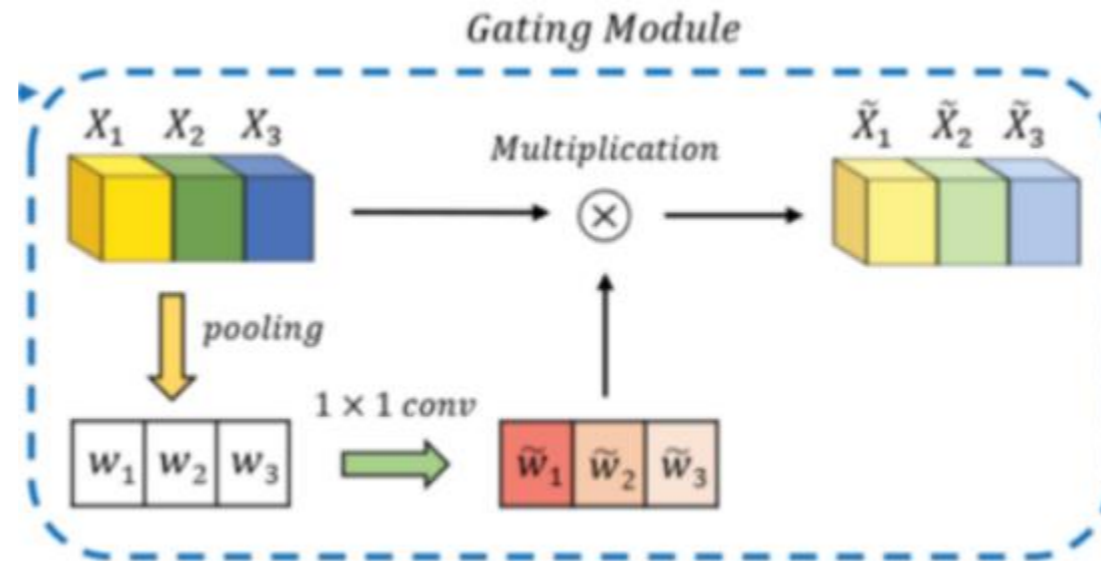 Gating Module
X₁ X₂ X₃
Multiplication
X̃₁ X̃₂ X̃₃
pooling
1 × 1 conv
w₁ w₂ w₃
w̃₁ w̃₂ w̃₃